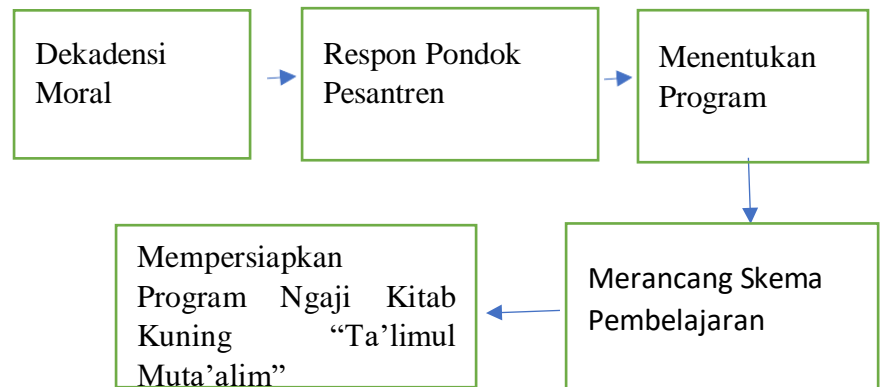 Dekadensi
Moral
Respon Pondok
Pesantren
Menentukan
Program
Merancang Skema
Pembelajaran
Mempersiapkan
Program Ngaji Kitab
Kuning “Ta’limul
Muta’alim”